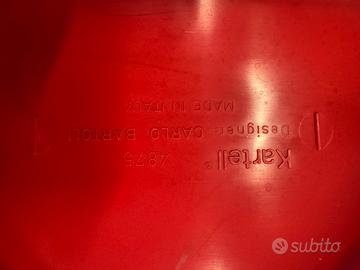 Kartell®
4875
Designer: CARLO BARTOLI
MADE IN ITALY
subito